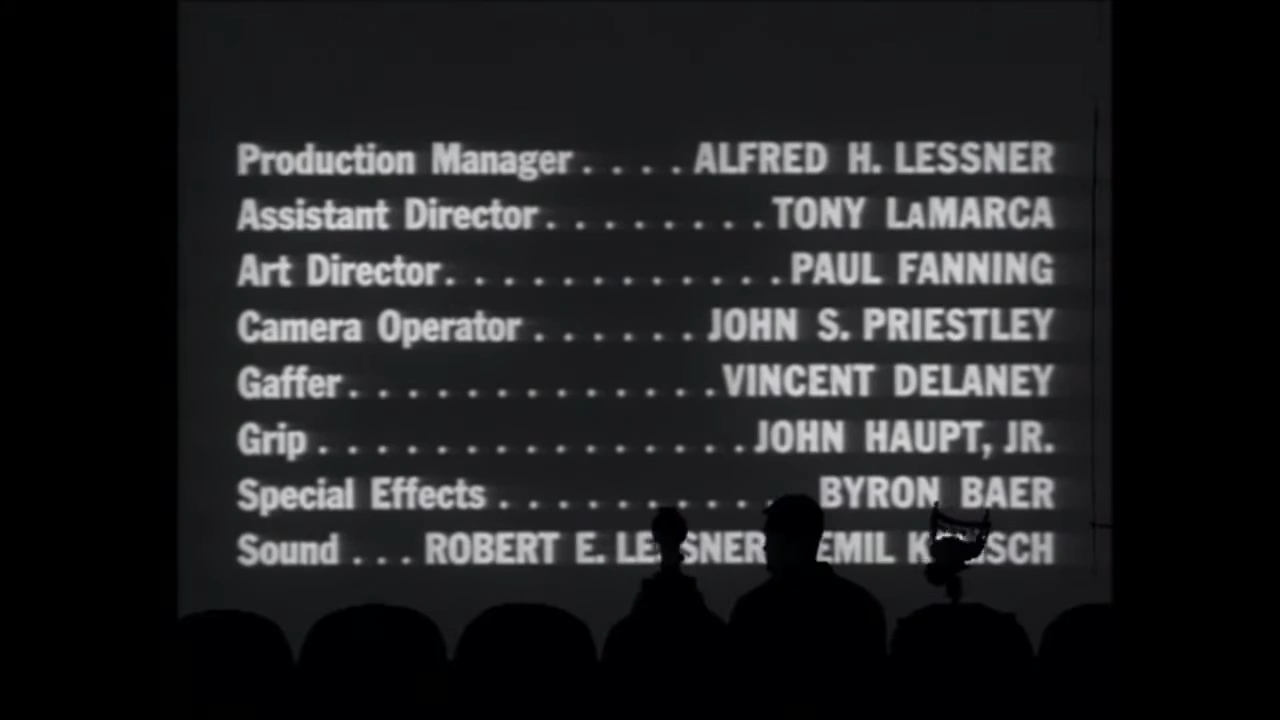 Production Manager . . . . ALFRED H. LESSNER
Assistant Director . . . . . . . . TONY LaMARCA
Art Director . . . . . . . . . . . . PAUL FANNING
Camera Operator . . . . . . JOHN S. PRIESTLEY
Gaffer . . . . . . . . . . . . . VINCENT DELANEY
Grip . . . . . . . . . . . . . . . JOHN HAUPT, JR.
Special Effects . . . . . . . . . . BYRON BAER
Sound . . . ROBERT E. LESSNER EMIL